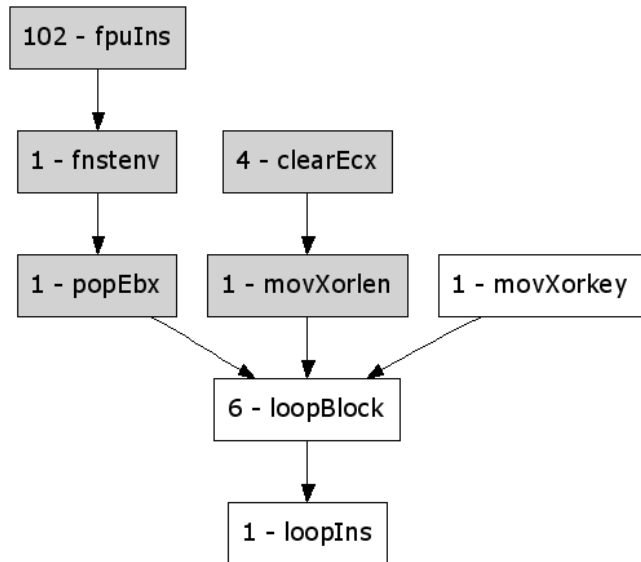 102 - fpuIns
1 - fnstenv
4 - clearEcx
1 - popEbx
1 - movXorlen
1 - movXorkey
6 - loopBlock
1 - loopIns